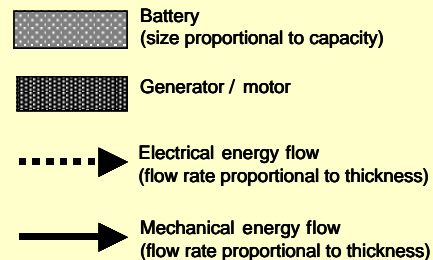 Battery
(size proportional to capacity)
Generator / motor
Electrical energy flow
(flow rate proportional to thickness)
Mechanical energy flow
(flow rate proportional to thickness)